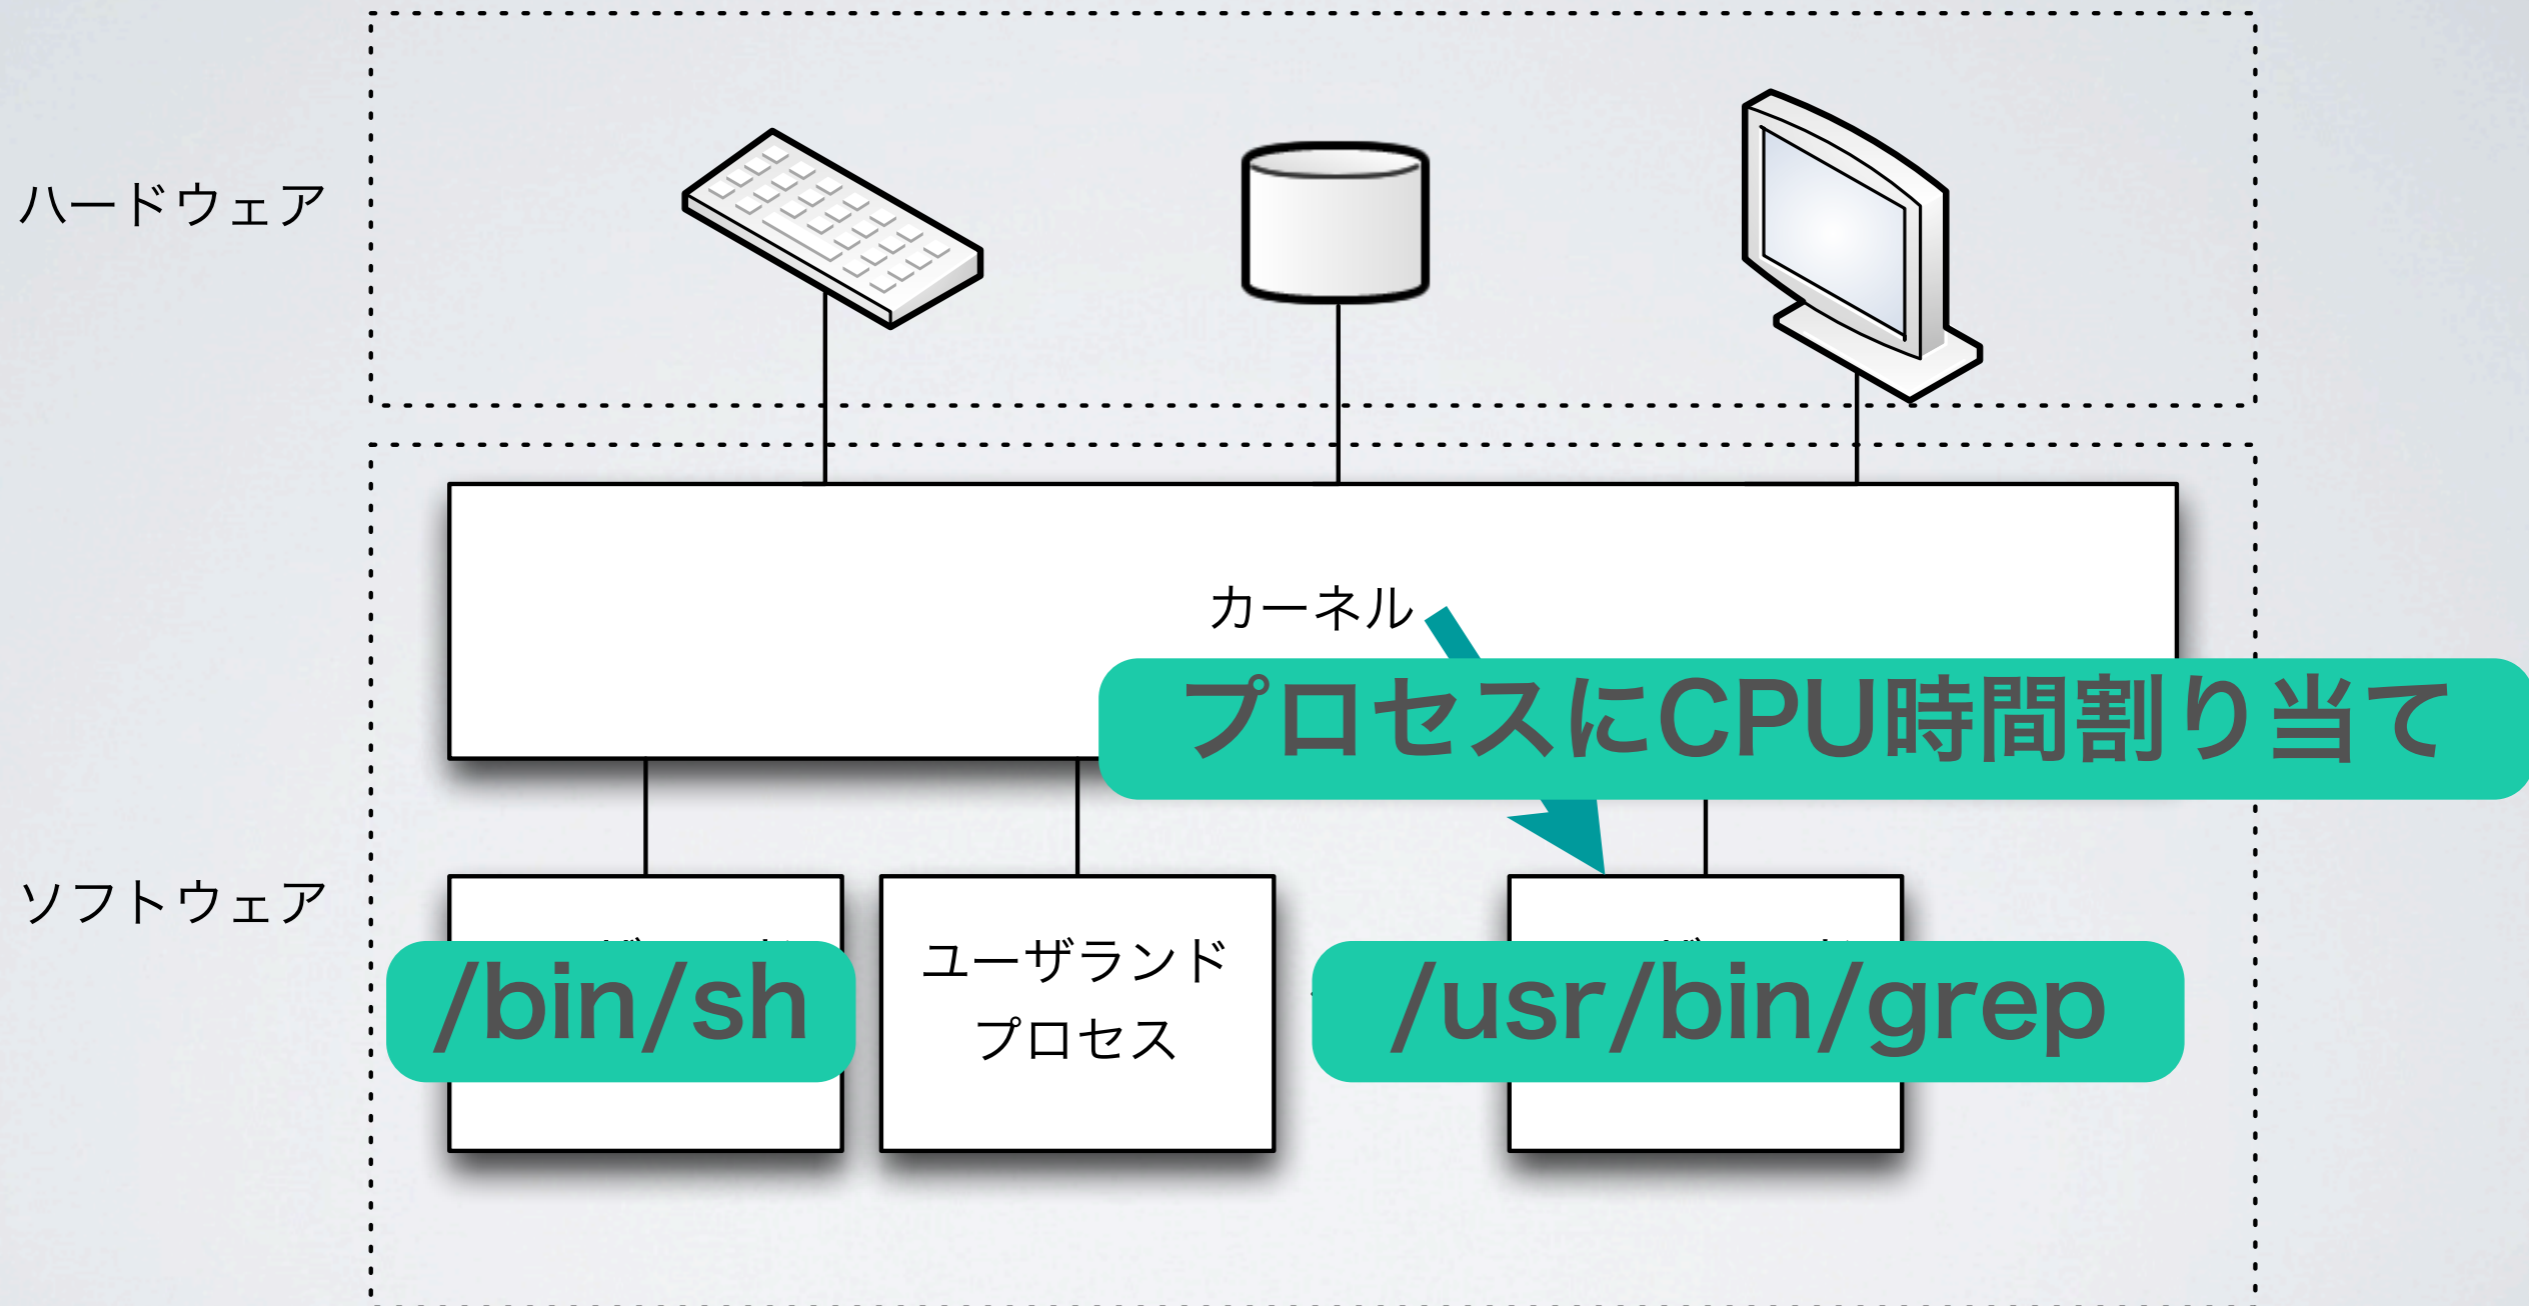 ハードウェア
カーネル
プロセスにCPU時間割り当て
ソフトウェア
/bin/sh
ユーザランド
プロセス
/usr/bin/grep